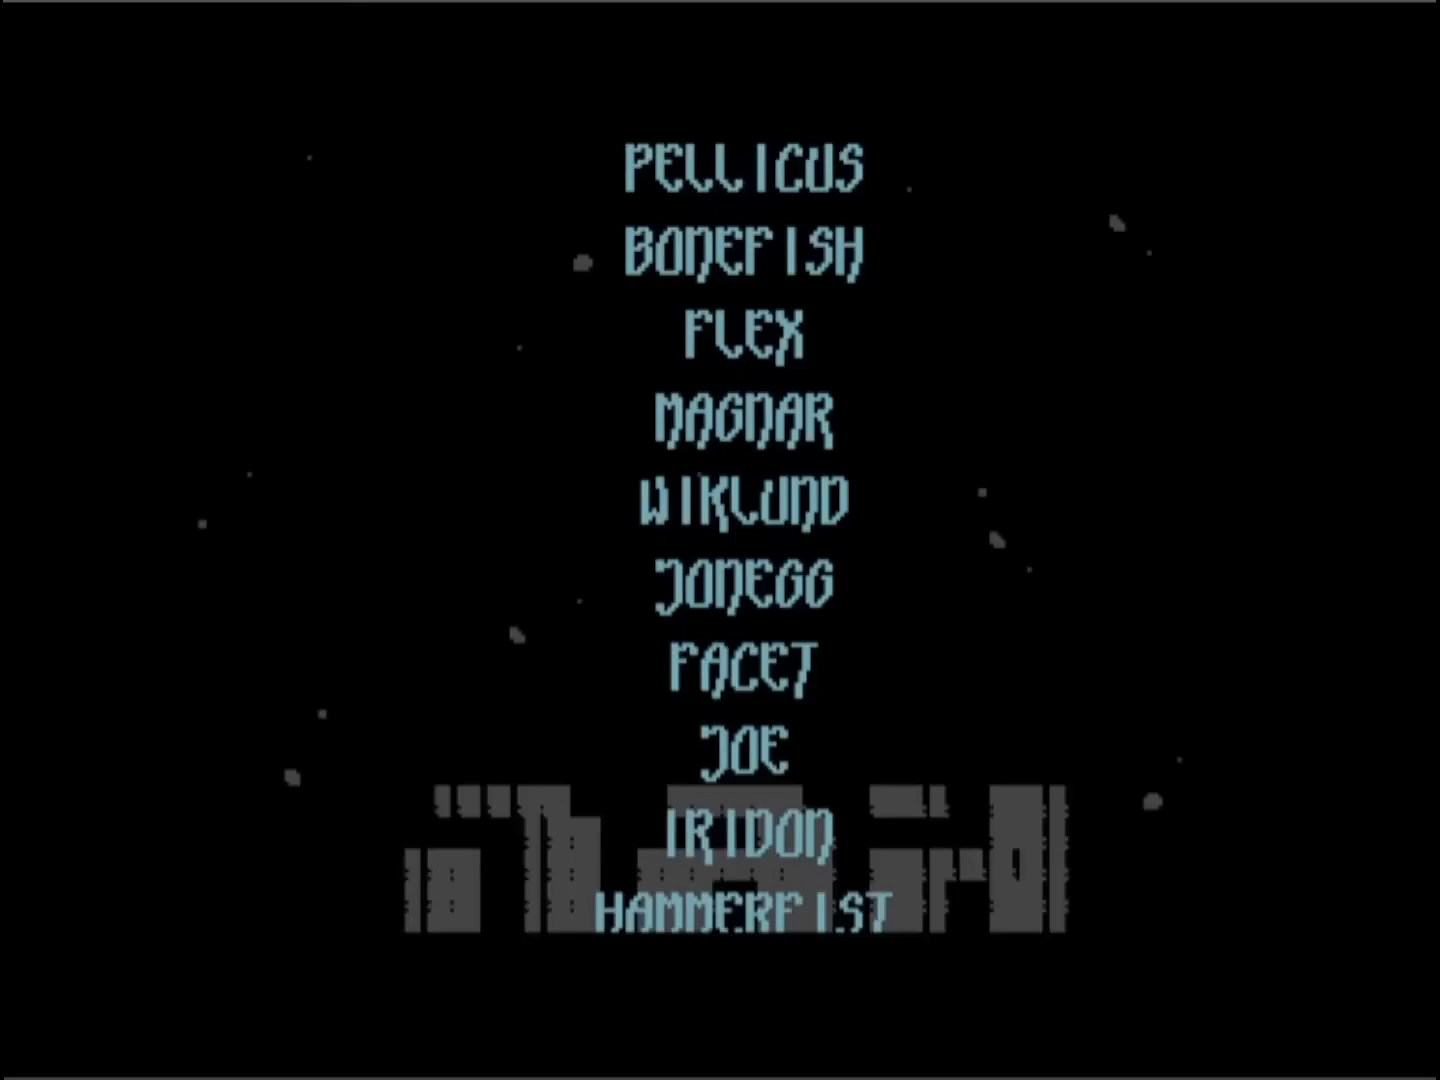 PELLICUS
BONEFISH
FLEX
MAGNAR
WIKLUND
JONEGG
FACET
JOE
IRIDON
HAMMERFIST